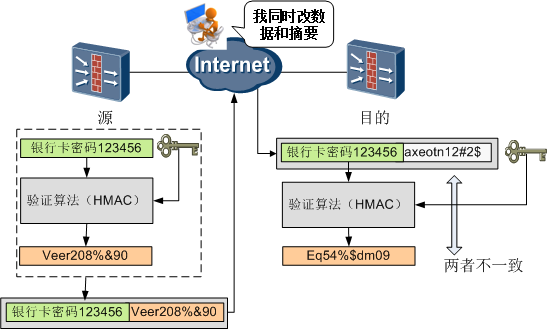 我同时改数
据和摘要
Internet
源
目的
银行卡密码123456
银行卡密码123456 axeotn12#2$
验证算法（HMAC）
验证算法（HMAC）
Veer208%&90
Eq54%$dm09
两者不一致
银行卡密码123456 Veer208%&90